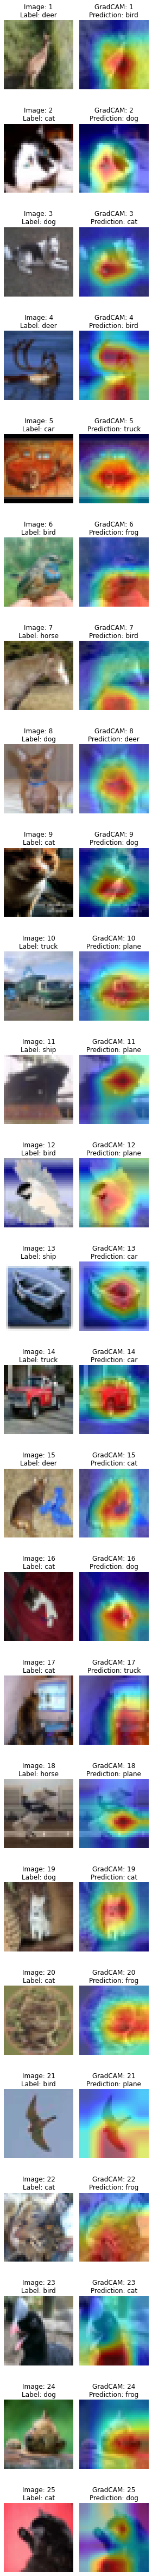 Image: 1
Label: deer
GradCAM: 1
Prediction: bird
Image: 2
Label: cat
GradCAM: 2
Prediction: dog
Image: 3
Label: dog
GradCAM: 3
Prediction: cat
Image: 4
Label: deer
GradCAM: 4
Prediction: bird
Image: 5
Label: car
GradCAM: 5
Prediction: truck
Image: 6
Label: bird
GradCAM: 6
Prediction: frog
Image: 7
Label: horse
GradCAM: 7
Prediction: bird
Image: 8
Label: dog
GradCAM: 8
Prediction: deer
Image: 9
Label: cat
GradCAM: 9
Prediction: dog
Image: 10
Label: truck
GradCAM: 10
Prediction: plane
Image: 11
Label: ship
GradCAM: 11
Prediction: plane
Image: 12
Label: bird
GradCAM: 12
Prediction: plane
Image: 13
Label: ship
GradCAM: 13
Prediction: car
Image: 14
Label: truck
GradCAM: 14
Prediction: car
Image: 15
Label: deer
GradCAM: 15
Prediction: cat
Image: 16
Label: cat
GradCAM: 16
Prediction: dog
Image: 17
Label: cat
GradCAM: 17
Prediction: truck
Image: 18
Label: horse
GradCAM: 18
Prediction: plane
Image: 19
Label: dog
GradCAM: 19
Prediction: cat
Image: 20
Label: cat
GradCAM: 20
Prediction: frog
Image: 21
Label: bird
GradCAM: 21
Prediction: plane
Image: 22
Label: cat
GradCAM: 22
Prediction: frog
Image: 23
Label: bird
GradCAM: 23
Prediction: cat
Image: 24
Label: dog
GradCAM: 24
Prediction: frog
Image: 25
Label: cat
GradCAM: 25
Prediction: dog